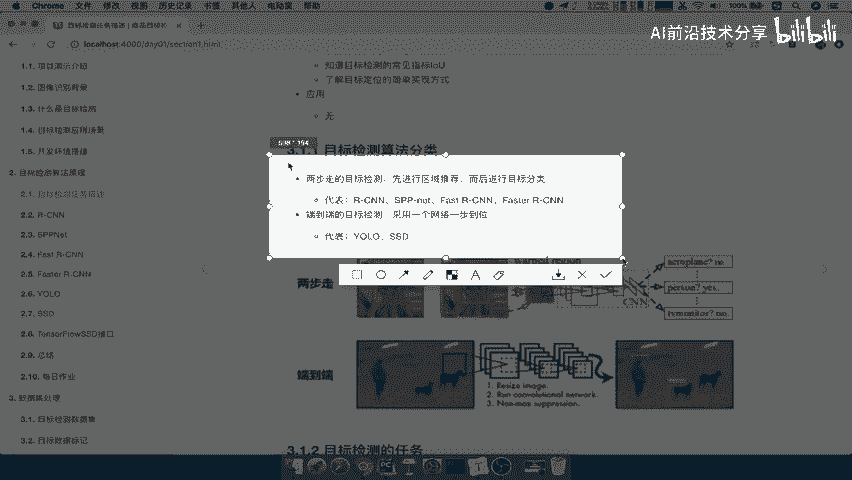 Chrome 文件 修改 视图 历史记录 书签 其他人 电脑窗 帮助
100%
AI前沿技术分享 bilibili
localhost:4000/day01/section1.html
1.1. 项目演示介绍
1.2. 图像识别背景
1.3. 什么是目标检测
1.4. 目标检测应用场景
1.5. 开发环境搭建
2. 目标检测算法原理
2.1. 目标检测任务描述
2.2. R-CNN
2.3. SPPNet
2.4. Fast R-CNN
2.5. Faster R-CNN
2.6. YOLO
2.7. SSD
2.8. TensorFlowSSD接口
2.9. 总结
2.10. 每日作业
3. 数据集处理
3.1. 目标检测数据集
3.2. 目标数据标记
知道目标检测的常见指标IoU
了解目标定位的简单实现方式
应用
无
3.1.1 目标检测算法分类
两步走的目标检测：先进行区域推荐，而后进行目标分类
代表：R-CNN、SPP-net、Fast R-CNN、Faster R-CNN
端到端的目标检测：采用一个网络一步到位
代表：YOLO、SSD
两步走
CNN
aeroplane? no.
person? yes.
tvmonitor? no.
端到端
1. Resize image.
2. Run convolutional network.
3. Non-max suppression.
3.1.2 目标检测的任务